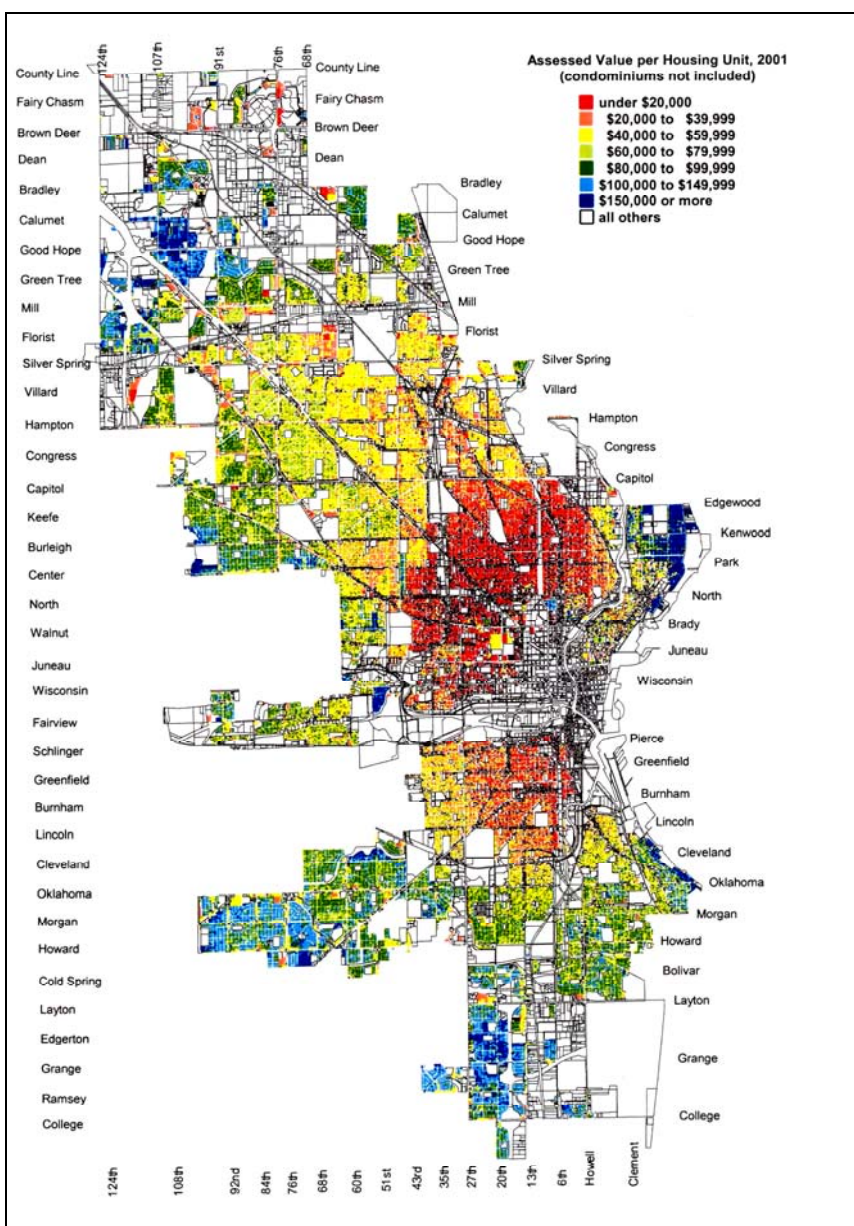 124th
107th
91st
76th
68th
County Line
Fairy Chasm
Brown Deer
Dean
Bradley
Calumet
Good Hope
Green Tree
Mill
Florist
Silver Spring
Villard
Hampton
Congress
Capitol
Keefe
Burleigh
Center
North
Walnut
Juneau
Wisconsin
Fairview
Schlinger
Greenfield
Burnham
Lincoln
Cleveland
Oklahoma
Morgan
Howard
Cold Spring
Layton
Edgerton
Grange
Ramsey
College
County Line
Fairy Chasm
Brown Deer
Dean
Assessed Value per Housing Unit, 2001
(condominiums not included)
under $20,000
$20,000 to $39,999
$40,000 to $59,999
$60,000 to $79,999
$80,000 to $99,999
$100,000 to $149,999
$150,000 or more
all others
Bradley
Calumet
Good Hope
Green Tree
Mill
Florist
Silver Spring
Villard
Hampton
Congress
Capitol
Edgewood
Kenwood
Park
North
Brady
Juneau
Wisconsin
Pierce
Greenfield
Burnham
Lincoln
Cleveland
Oklahoma
Morgan
Howard
Bolivar
Layton
Grange
College
124th
108th
92nd
84th
76th
68th
60th
51st
43rd
35th
27th
20th
13th
6th
Howell
Clement